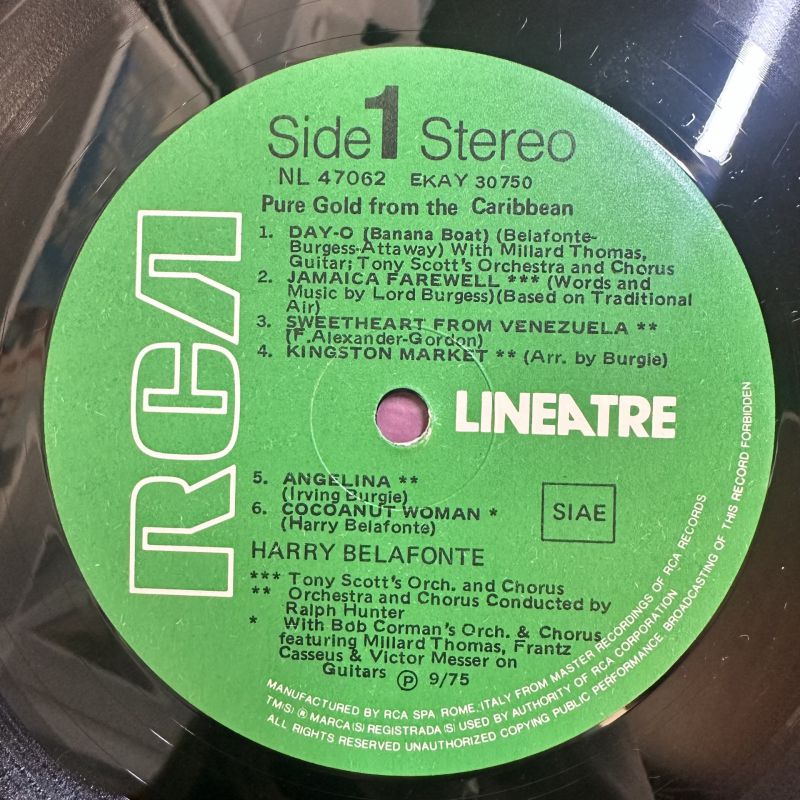 Side 1 Stereo
NL 47062 EKAY 30750
Pure Gold from the Caribbean
1. DAY-O (Banana Boat) (Belafonte-
Burgess-Attaway) With Millard Thomas,
Guitar; Tony Scott's Orchestra and Chorus
2. JAMAICA FAREWELL *** (Words and
Music by Lord Burgess)(Based on Traditional
Air)
3. SWEETHEART FROM VENEZUELA **
(F.Alexander-Gordon)
4. KINGSTON MARKET ** (Arr. by Burgie)
RCA
LINEATRE
5. ANGELINA **
(Irving Burgie)
6. COCOANUT WOMAN *
(Harry Belafonte)
SIAE
HARRY BELAFONTE
*** Tony Scott's Orch. and Chorus
** Orchestra and Chorus Conducted by
Ralph Hunter
* With Bob Corman's Orch. & Chorus
featuring Millard Thomas, Frantz
Casseus & Victor Messer on
Guitars Ⓟ 9/75
MANUFACTURED BY RCA SPA ROME, ITALY FROM MASTER RECORDINGS OF RCA RECORDS
TM(S) ® MARCA(S) REGISTRADA(S) USED BY AUTHORITY OF RCA CORPORATION
ALL RIGHTS RESERVED UNAUTHORIZED COPYING PUBLIC PERFORMANCE, BROADCASTING OF THIS RECORD FORBIDDEN